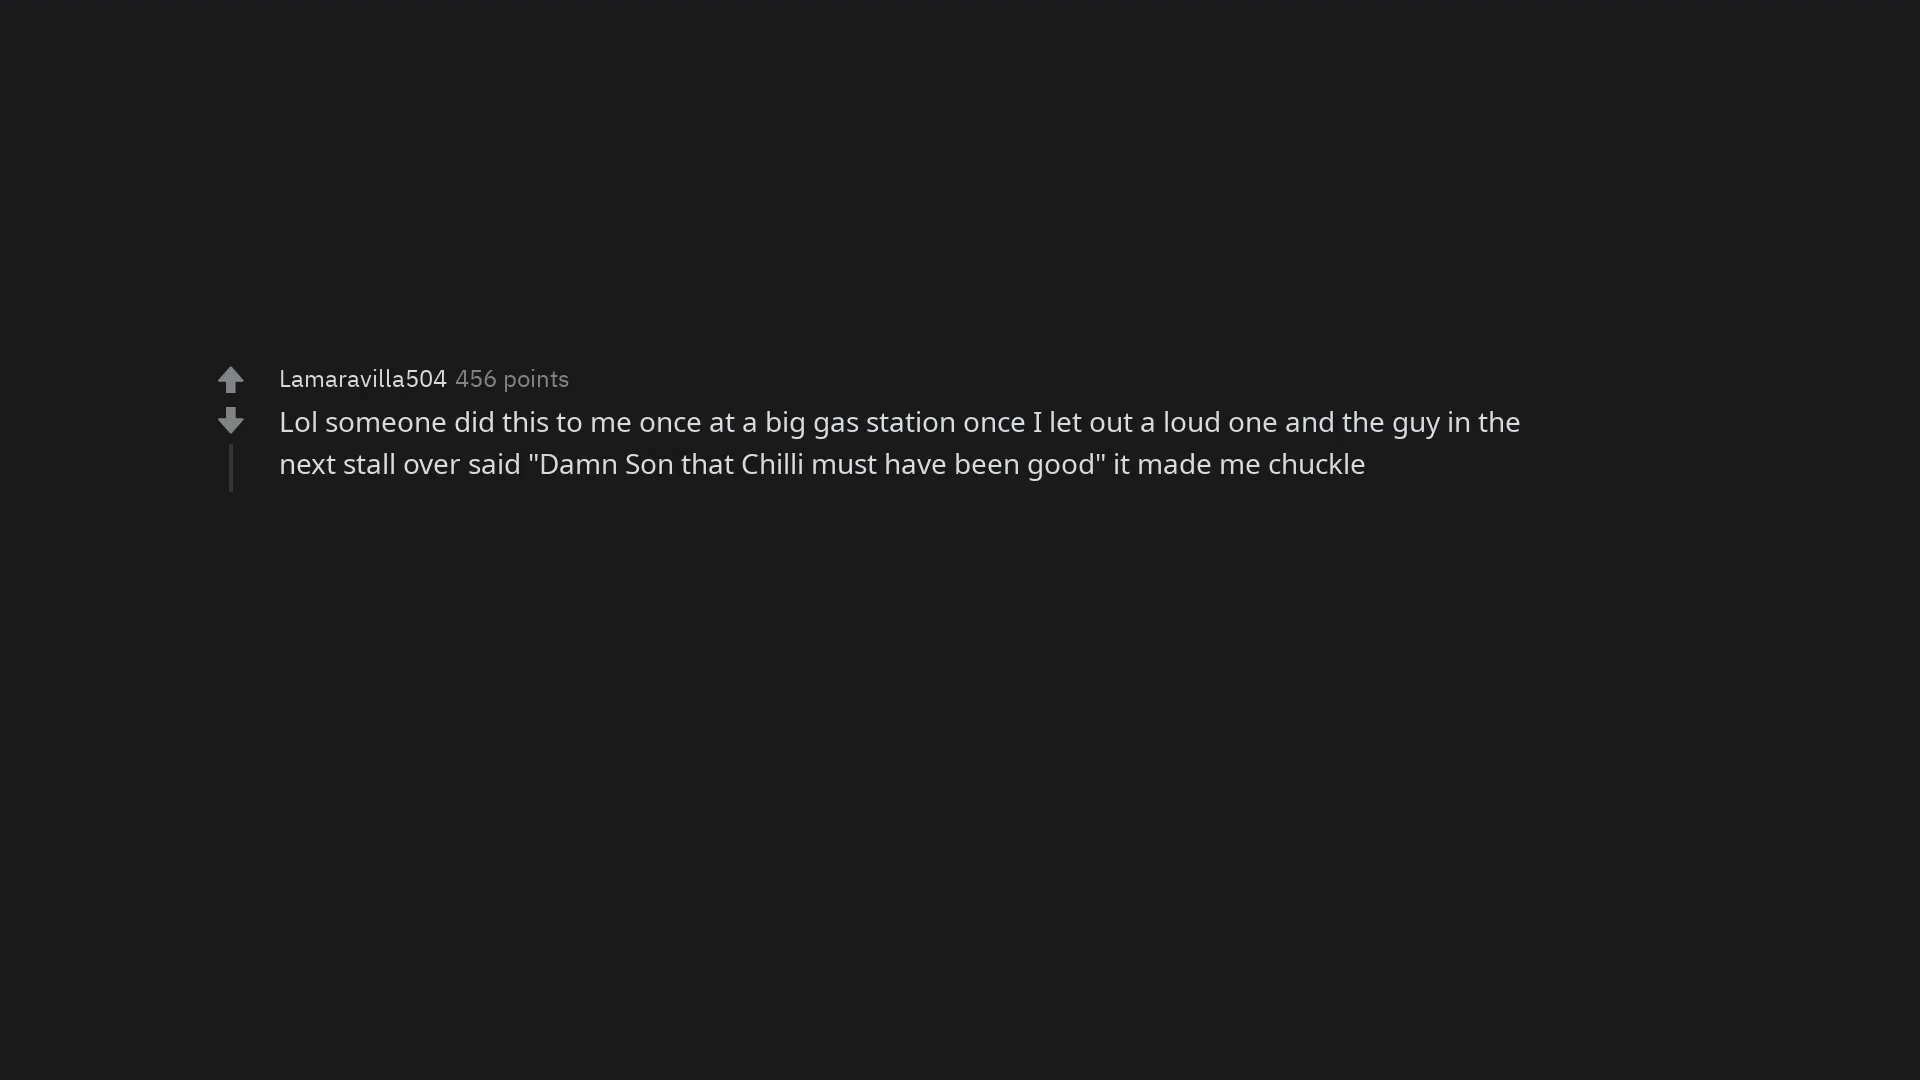 Lamaravilla504 456 points
Lol someone did this to me once at a big gas station once I let out a loud one and the guy in the
next stall over said "Damn Son that Chilli must have been good" it made me chuckle